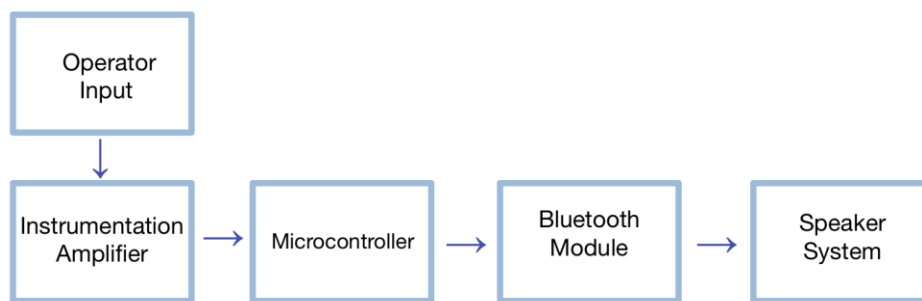 Operator
Input
Instrumentation
Amplifier
Microcontroller
Bluetooth
Module
Speaker
System